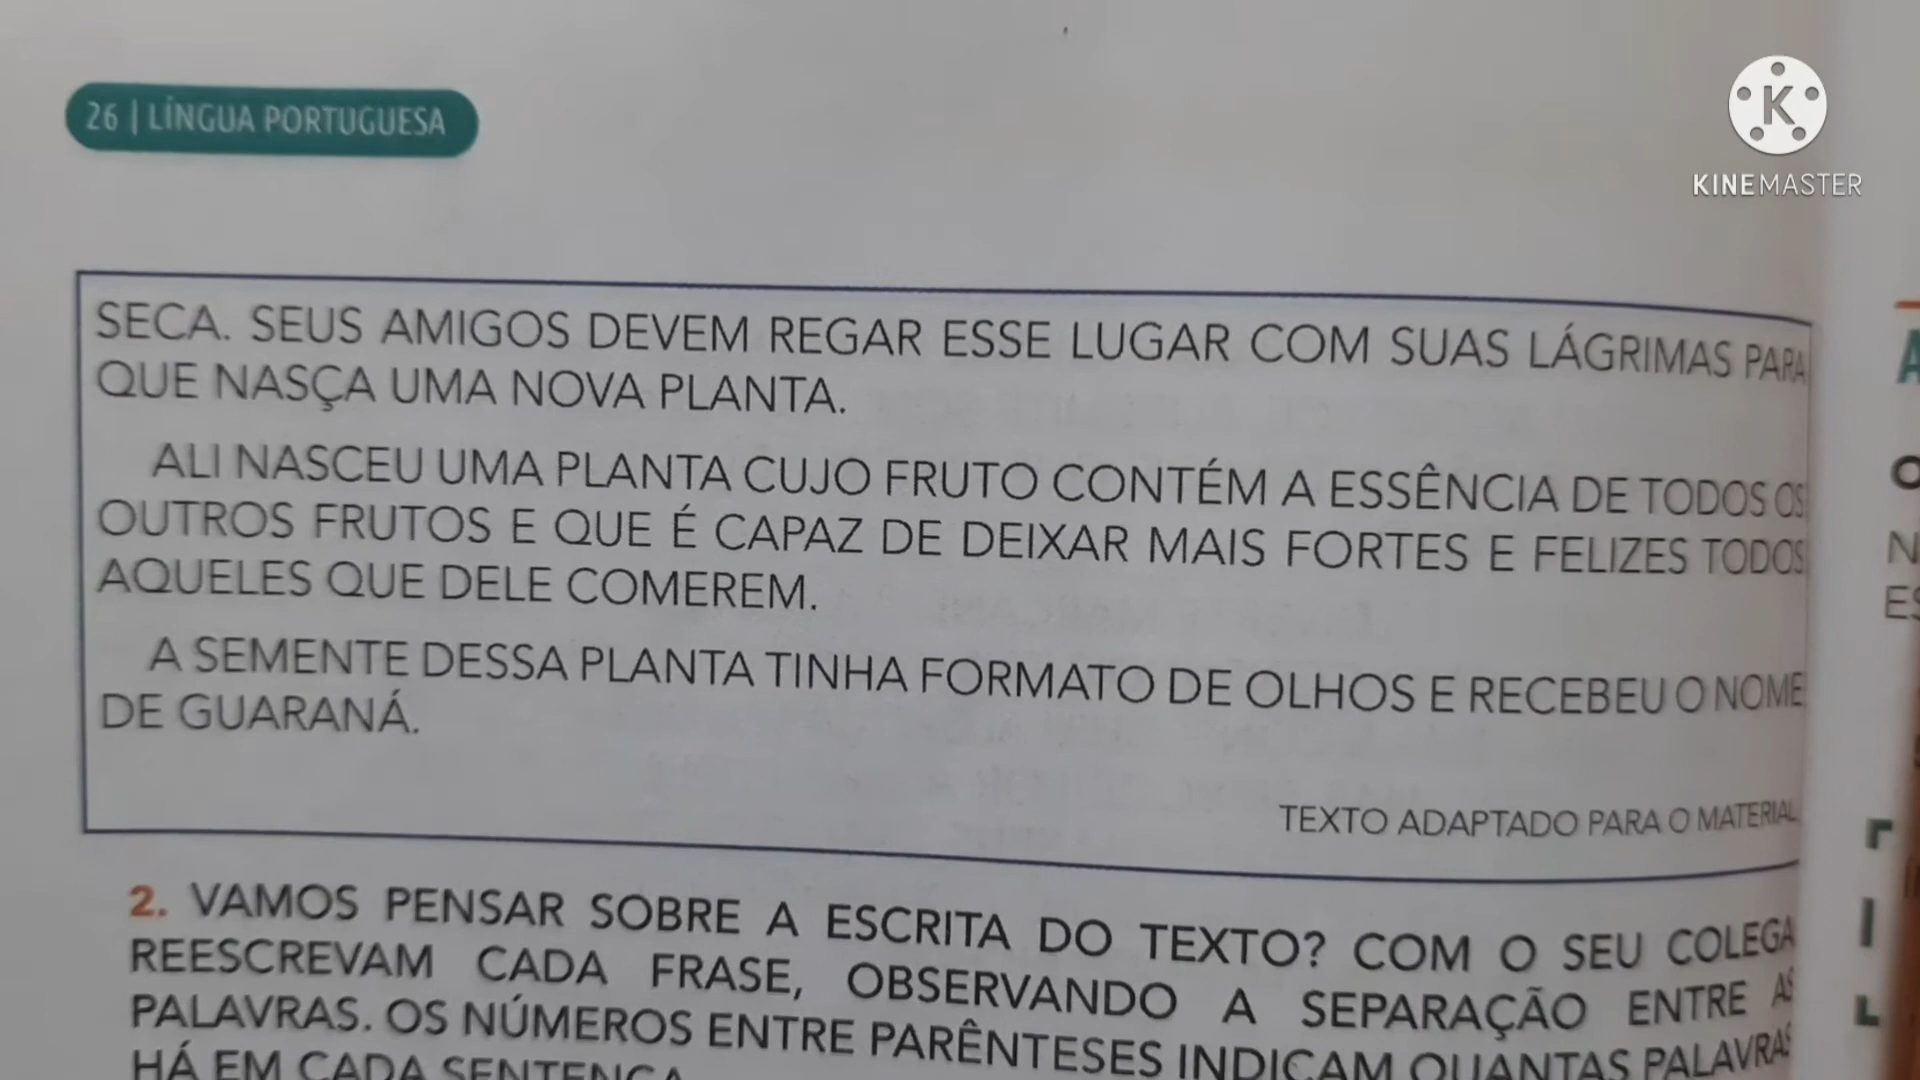 26 | LÍNGUA PORTUGUESA
KINEMASTER
SECA. SEUS AMIGOS DEVEM REGAR ESSE LUGAR COM SUAS LÁGRIMAS PARA
QUE NASÇA UMA NOVA PLANTA.
ALI NASCEU UMA PLANTA CUJO FRUTO CONTÉM A ESSÊNCIA DE TODOS OS
OUTROS FRUTOS E QUE É CAPAZ DE DEIXAR MAIS FORTES E FELIZES TODOS
AQUELES QUE DELE COMEREM.
A SEMENTE DESSA PLANTA TINHA FORMATO DE OLHOS E RECEBEU O NOME
DE GUARANÁ.
TEXTO ADAPTADO PARA O MATERIAL
2. VAMOS PENSAR SOBRE A ESCRITA DO TEXTO? COM O SEU COLEGA
REESCREVAM CADA FRASE, OBSERVANDO A SEPARAÇÃO ENTRE AS
PALAVRAS. OS NÚMEROS ENTRE PARÊNTESES INDICAM QUANTAS PALAVRAS
HÁ EM CADA SENTENÇA